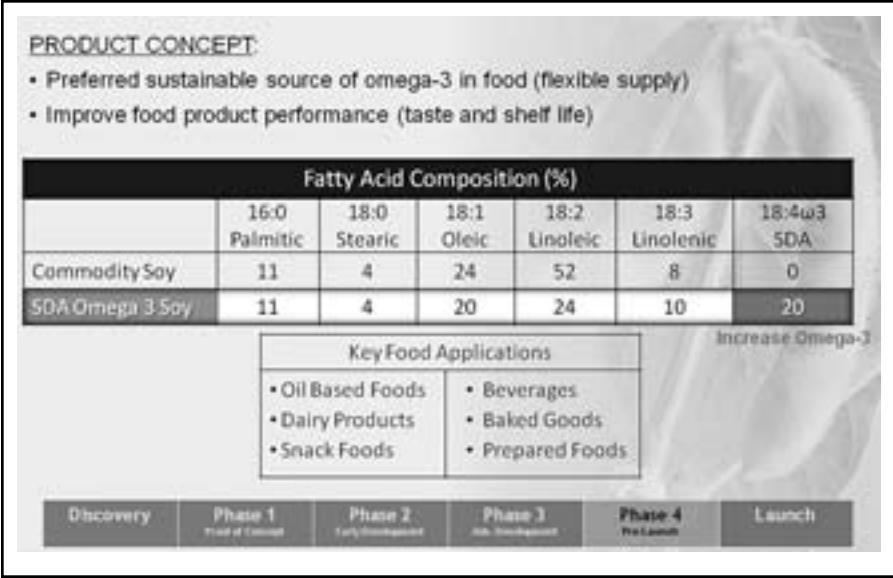 PRODUCT CONCEPT:
• Preferred sustainable source of omega-3 in food (flexible supply)
• Improve food product performance (taste and shelf life)
Fatty Acid Composition (%)
16:0 Palmitic 18:0 Stearic 18:1 Oleic 18:2 Linoleic 18:3 Linolenic 18:4ω3 SDA
Commodity Soy 11 4 24 52 8 0
SDA Omega 3 Soy 11 4 20 24 10 20
Increase Omega-3
Key Food Applications
• Oil Based Foods • Beverages
• Dairy Products • Baked Goods
• Snack Foods • Prepared Foods
Discovery Phase 1 Phase 2 Phase 3 Phase 4 Launch
Proof of Concept Early Development Adv. Development Pre Launch